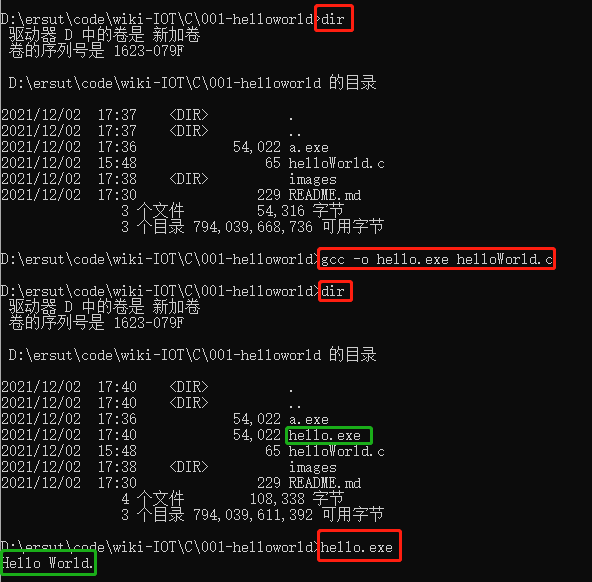 D:\ersut\code\wiki-IOT\C\001-helloworld>dir
驱动器 D 中的卷是 新加卷
卷的序列号是 1623-079F
D:\ersut\code\wiki-IOT\C\001-helloworld 的目录
2021/12/02  17:37    <DIR>          .
2021/12/02  17:37    <DIR>          ..
2021/12/02  17:36            54,022 a.exe
2021/12/02  15:48                65 helloWorld.c
2021/12/02  17:38    <DIR>          images
2021/12/02  17:30               229 README.md
3 个文件         54,316 字节
3 个目录 794,039,668,736 可用字节
D:\ersut\code\wiki-IOT\C\001-helloworld>gcc -o hello.exe helloWorld.c
D:\ersut\code\wiki-IOT\C\001-helloworld>dir
驱动器 D 中的卷是 新加卷
卷的序列号是 1623-079F
D:\ersut\code\wiki-IOT\C\001-helloworld 的目录
2021/12/02  17:40    <DIR>          .
2021/12/02  17:40    <DIR>          ..
2021/12/02  17:36            54,022 a.exe
2021/12/02  17:40            54,022 hello.exe
2021/12/02  15:48                65 helloWorld.c
2021/12/02  17:38    <DIR>          images
2021/12/02  17:30               229 README.md
4 个文件        108,338 字节
3 个目录 794,039,611,392 可用字节
D:\ersut\code\wiki-IOT\C\001-helloworld>hello.exe
Hello World.